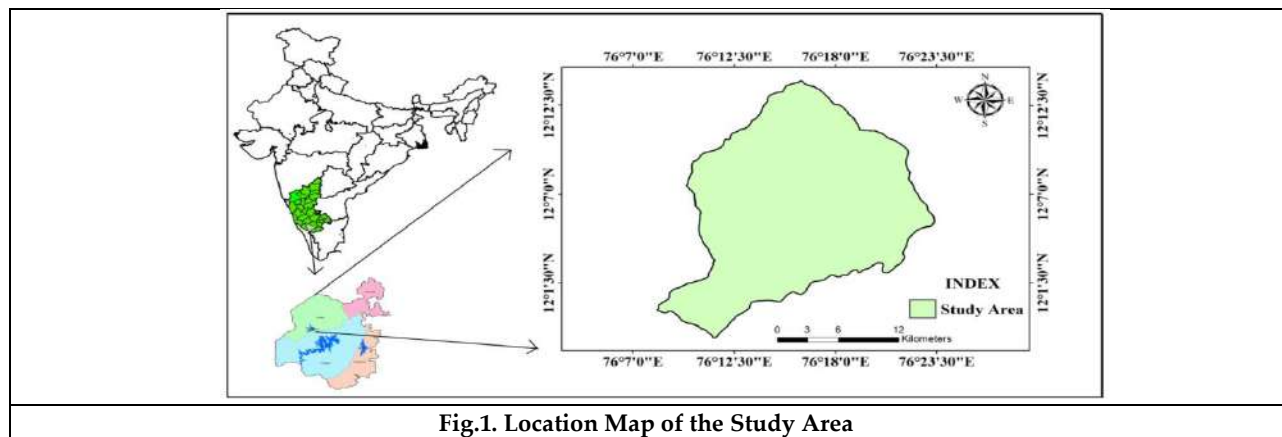 76°7'0"E 76°12'30"E 76°18'0"E 76°23'30"E
N
W E
S
12°12'30"N 12°12'30"N
12°7'0"N 12°7'0"N
12°1'30"N 12°1'30"N
INDEX
Study Area
0 3 6 12
Kilometers
76°7'0"E 76°12'30"E 76°18'0"E 76°23'30"E
Fig.1. Location Map of the Study Area